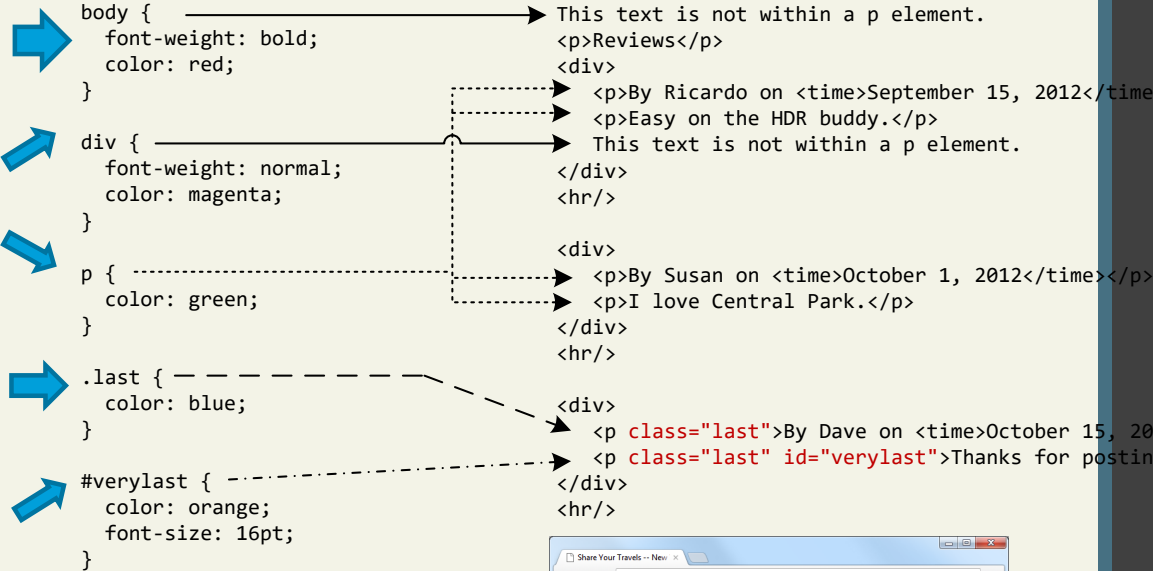 body {
  font-weight: bold;
  color: red;
}
div {
  font-weight: normal;
  color: magenta;
}
p {
  color: green;
}
.last {
  color: blue;
}
#verylast {
  color: orange;
  font-size: 16pt;
}
This text is not within a p element.
<p>Reviews</p>
<div>
  <p>By Ricardo on <time>September 15, 2012</time
  <p>Easy on the HDR buddy.</p>
  This text is not within a p element.
</div>
<hr/>
<div>
  <p>By Susan on <time>October 1, 2012</time></p>
  <p>I love Central Park.</p>
</div>
<hr/>
<div>
  <p class="last">By Dave on <time>October 15, 20
  <p class="last" id="verylast">Thanks for postin
</div>
<hr/>
Share Your Travels -- New